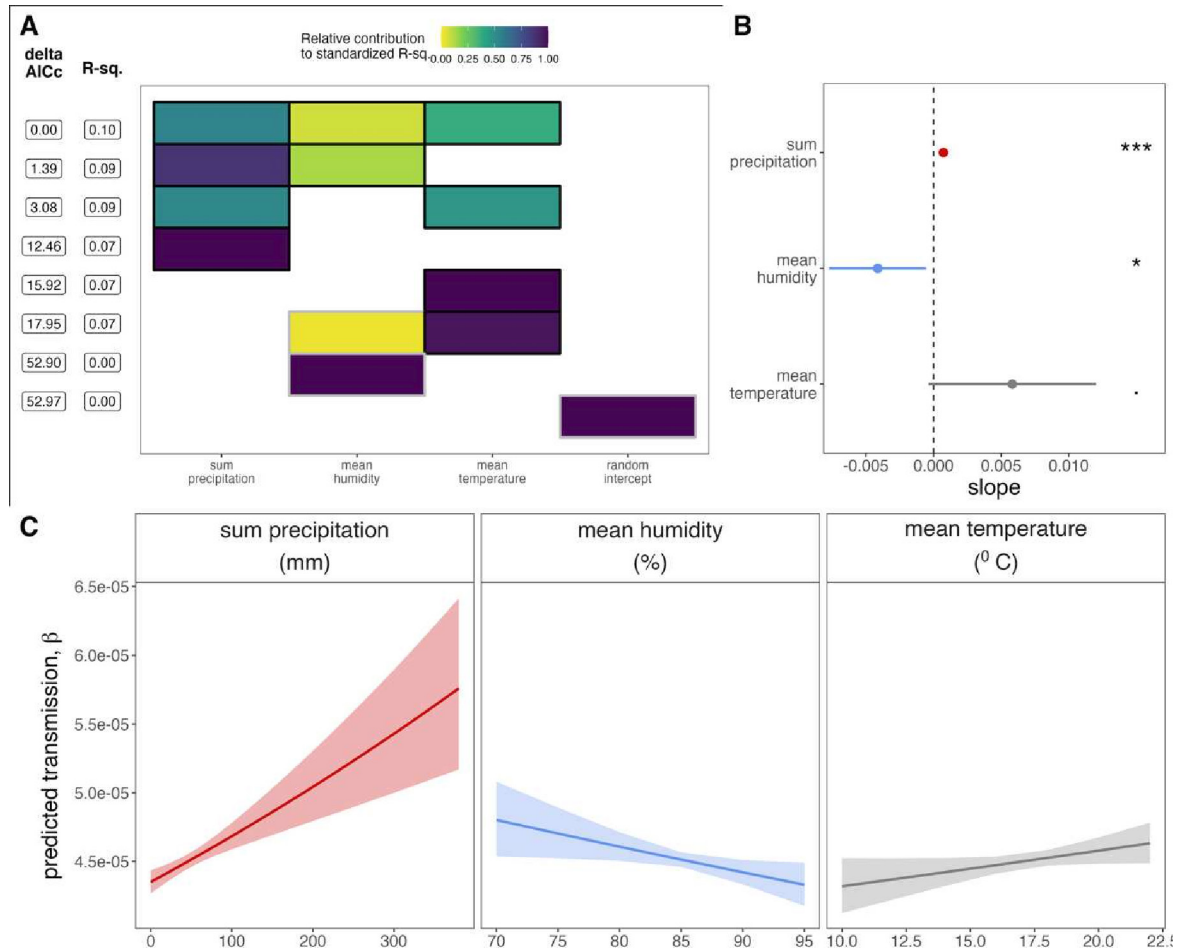 A
delta
AICc
R-sq.
Relative contribution
to standardized R-sq.
0.00 0.25 0.50 0.75 1.00
0.00 0.10
1.39 0.09
3.08 0.09
12.46 0.07
15.92 0.07
17.95 0.07
52.90 0.00
52.97 0.00
sum
precipitation
mean
humidity
mean
temperature
random
intercept
B
sum
precipitation
***
mean
humidity
*
mean
temperature
.
-0.005 0.000 0.005 0.010
slope
C
sum precipitation
(mm)
mean humidity
(%)
mean temperature
(⁰ C)
predicted transmission, β
6.5e-05
6.0e-05
5.5e-05
5.0e-05
4.5e-05
0 100 200 300
70 75 80 85 90 95
10.0 12.5 15.0 17.5 20.0 22.5